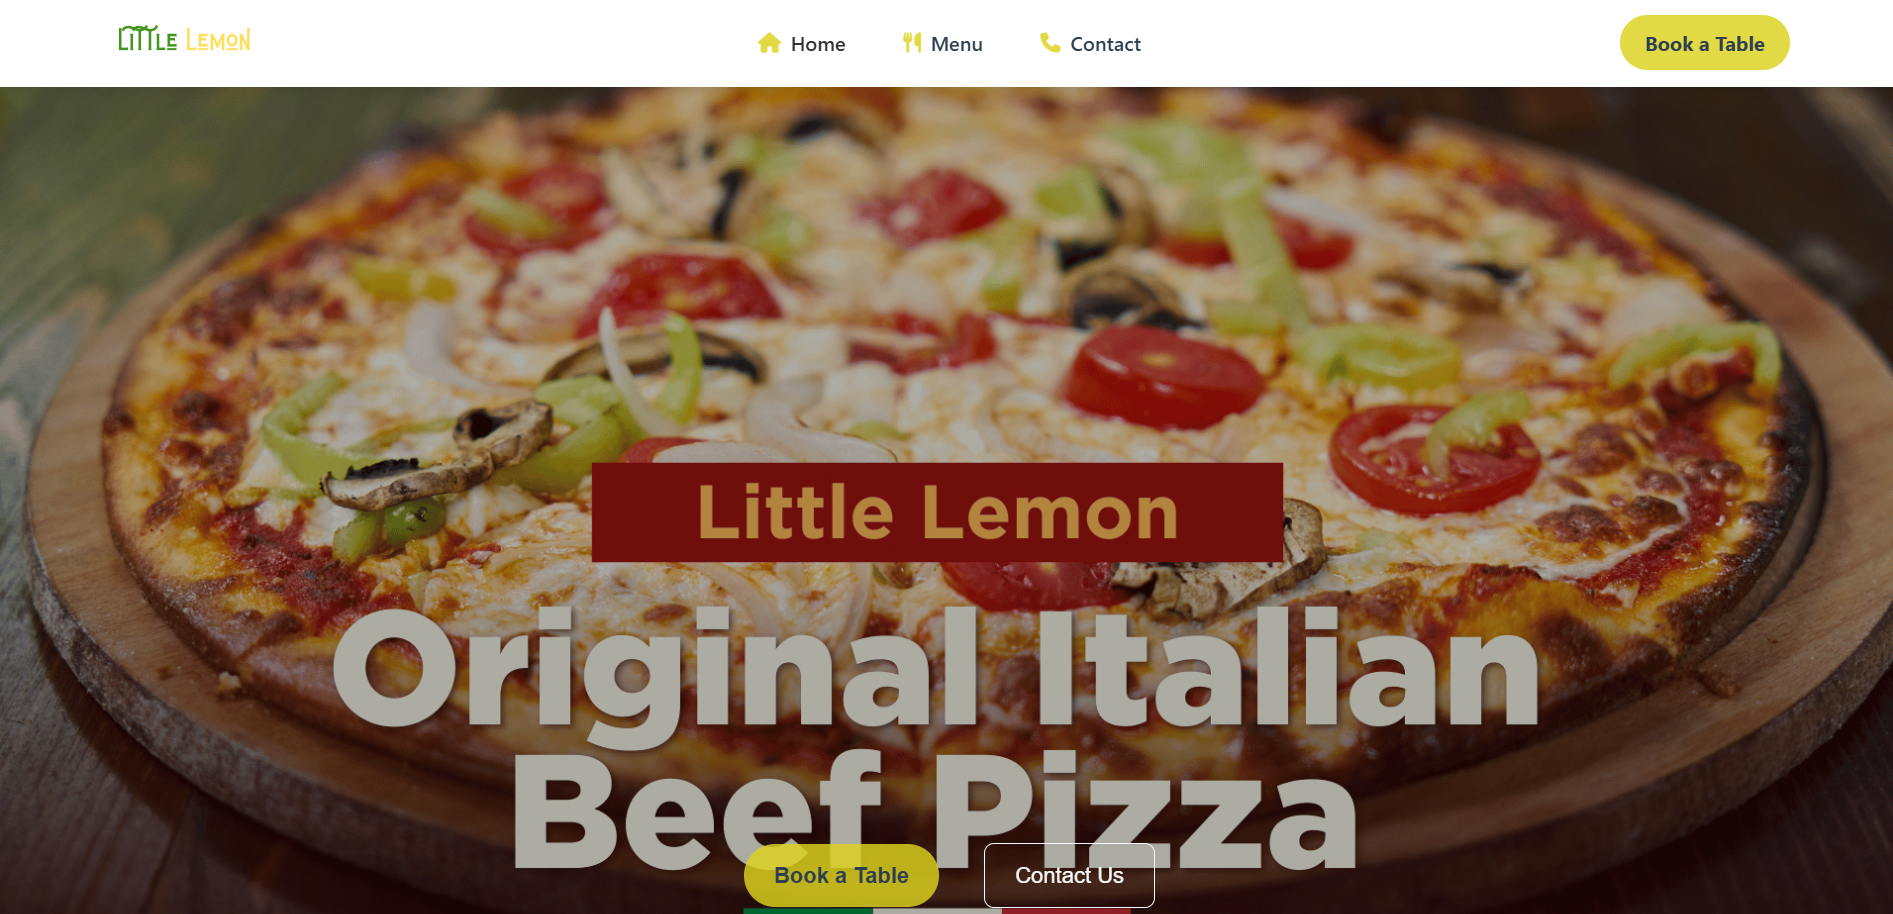 Little Lemon
Home
Menu
Contact
Book a Table
Little Lemon
Original Italian
Beef Pizza
Book a Table
Contact Us